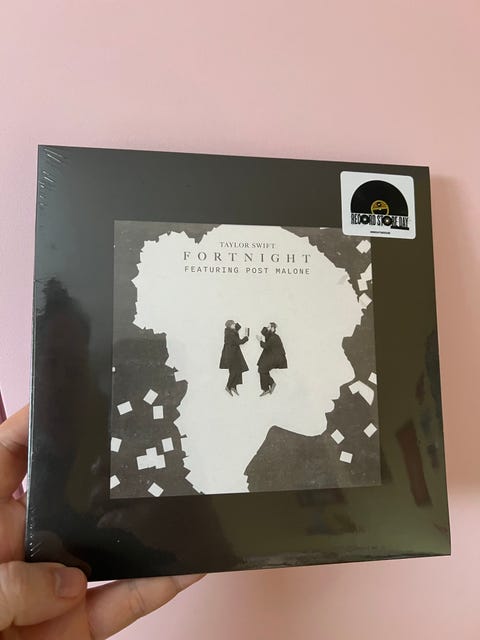 RECORD STORE DAY
TAYLOR SWIFT
FORTNIGHT
FEATURING POST MALONE